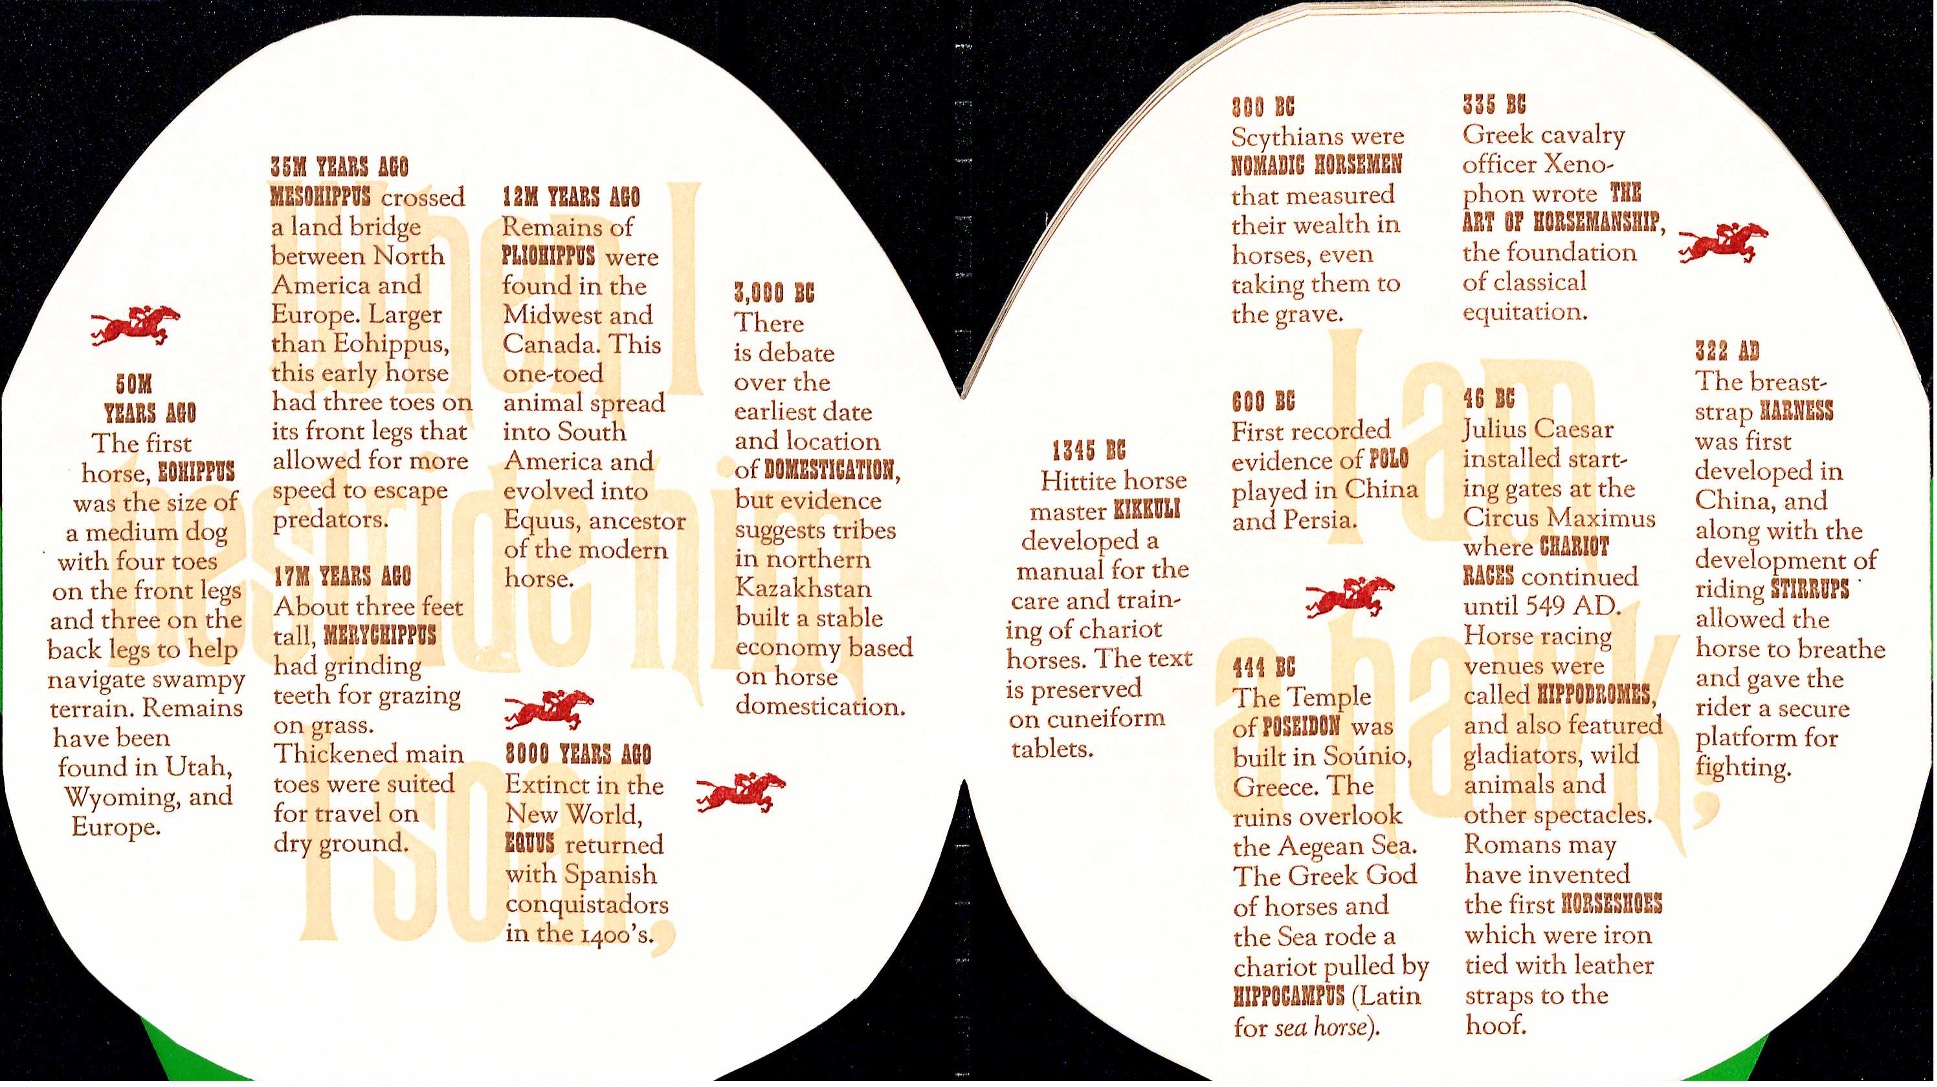 50M
YEARS AGO
The first
horse, EOHIPPUS
was the size of
a medium dog
with four toes
on the front legs
and three on the
back legs to help
navigate swampy
terrain. Remains
have been
found in Utah,
Wyoming, and
Europe.
35M YEARS AGO
MESOHIPPUS crossed
a land bridge
between North
America and
Europe. Larger
than Eohippus,
this early horse
had three toes on
its front legs that
allowed for more
speed to escape
predators.
17M YEARS AGO
About three feet
tall, MERYCHIPPUS
had grinding
teeth for grazing
on grass.
Thickened main
toes were suited
for travel on
dry ground.
12M YEARS AGO
Remains of
PLIOHIPPUS were
found in the
Midwest and
Canada. This
one-toed
animal spread
into South
America and
evolved into
Equus, ancestor
of the modern
horse.
8000 YEARS AGO
Extinct in the
New World,
EQUUS returned
with Spanish
conquistadors
in the 1400's.
3,000 BC
There
is debate
over the
earliest date
and location
of DOMESTICATION,
but evidence
suggests tribes
in northern
Kazakhstan
built a stable
economy based
on horse
domestication.
When I
bestride him
I soar,
1345 BC
Hittite horse
master KIKKULI
developed a
manual for the
care and train-
ing of chariot
horses. The text
is preserved
on cuneiform
tablets.
800 BC
Scythians were
NOMADIC HORSEMEN
that measured
their wealth in
horses, even
taking them to
the grave.
600 BC
First recorded
evidence of POLO
played in China
and Persia.
444 BC
The Temple
of POSEIDON was
built in Soúnio,
Greece. The
ruins overlook
the Aegean Sea.
The Greek God
of horses and
the Sea rode a
chariot pulled by
HIPPOCAMPUS (Latin
for sea horse).
335 BC
Greek cavalry
officer Xeno-
phon wrote THE
ART OF HORSEMANSHIP,
the foundation
of classical
equitation.
46 BC
Julius Caesar
installed start-
ing gates at the
Circus Maximus
where CHARIOT
RACES continued
until 549 AD.
Horse racing
venues were
called HIPPODROMES,
and also featured
gladiators, wild
animals and
other spectacles.
Romans may
have invented
the first HORSESHOES
which were iron
tied with leather
straps to the
hoof.
322 AD
The breast-
strap HARNESS
was first
developed in
China, and
along with the
development of
riding STIRRUPS
allowed the
horse to breathe
and gave the
rider a secure
platform for
fighting.
I am
a hawk,